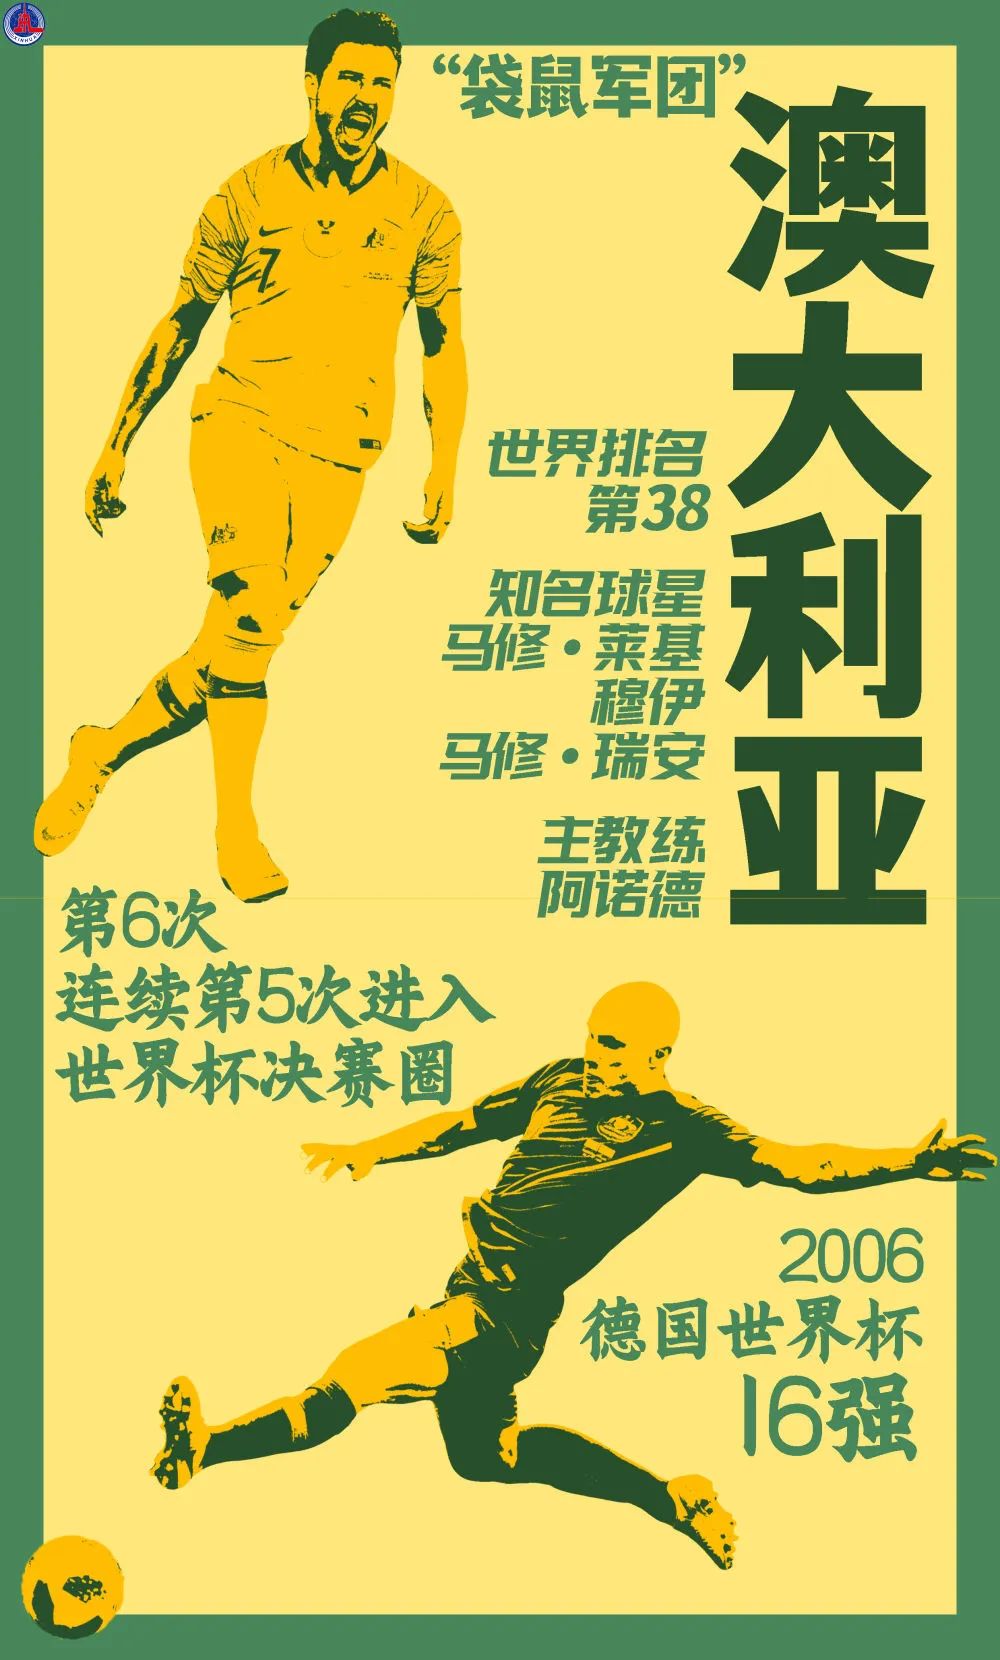 XINHUA
“袋鼠军团”
澳大利亚
世界排名
第38
知名球星
马修·莱基
穆伊
马修·瑞安
主教练
阿诺德
第6次
连续第5次进入
世界杯决赛圈
2006
德国世界杯
16强
7